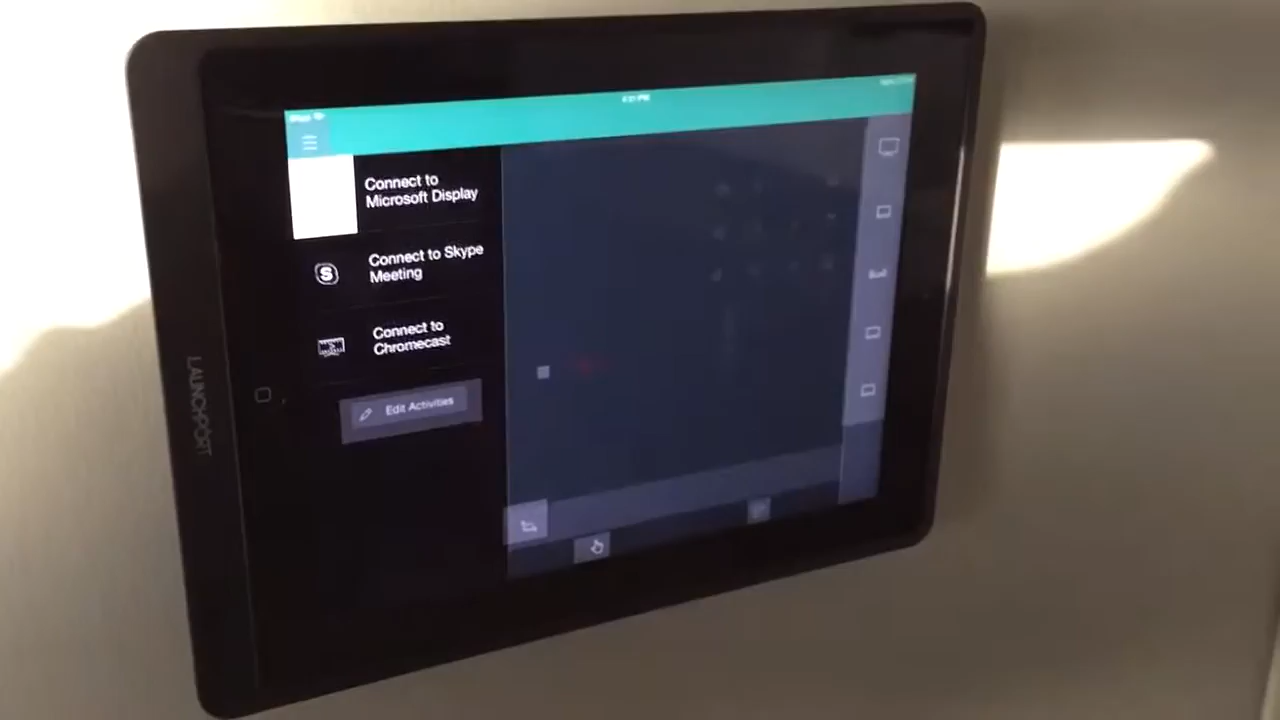 Connect to
Microsoft Display
Connect to Skype
Meeting
Connect to
Chromecast
Edit Activities
LAUNCHPORT